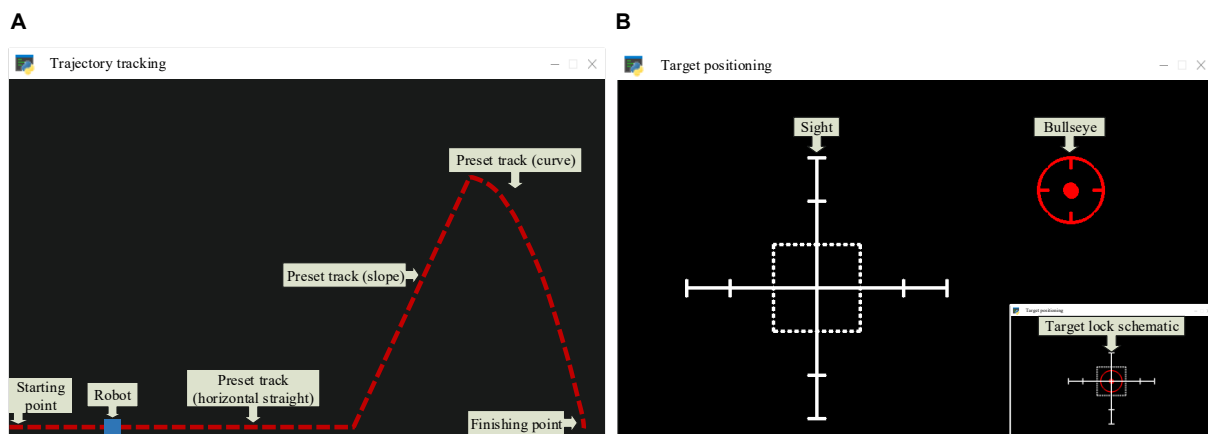 A
Trajectory tracking
Preset track (curve)
Preset track (slope)
Starting
point
Robot
Preset track
(horizontal straight)
Finishing point
B
Target positioning
Sight
Bullseye
Target positioning
Target lock schematic